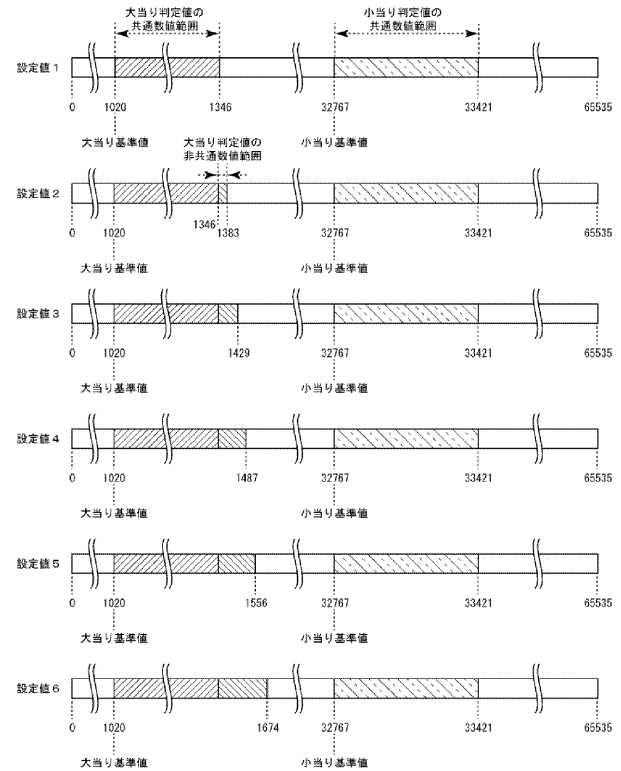 大当り判定値の
共通数値範囲
小当り判定値の
共通数値範囲
設定値１
0 1020 1346 32767 33421 65535
大当り基準値 小当り基準値
大当り判定値の
非共通数値範囲
設定値２
0 1020 1346 1383 32767 33421 65535
大当り基準値 小当り基準値
設定値３
0 1020 1429 32767 33421 65535
大当り基準値 小当り基準値
設定値４
0 1020 1487 32767 33421 65535
大当り基準値 小当り基準値
設定値５
0 1020 1556 32767 33421 65535
大当り基準値 小当り基準値
設定値６
0 1020 1674 32767 33421 65535
大当り基準値 小当り基準値